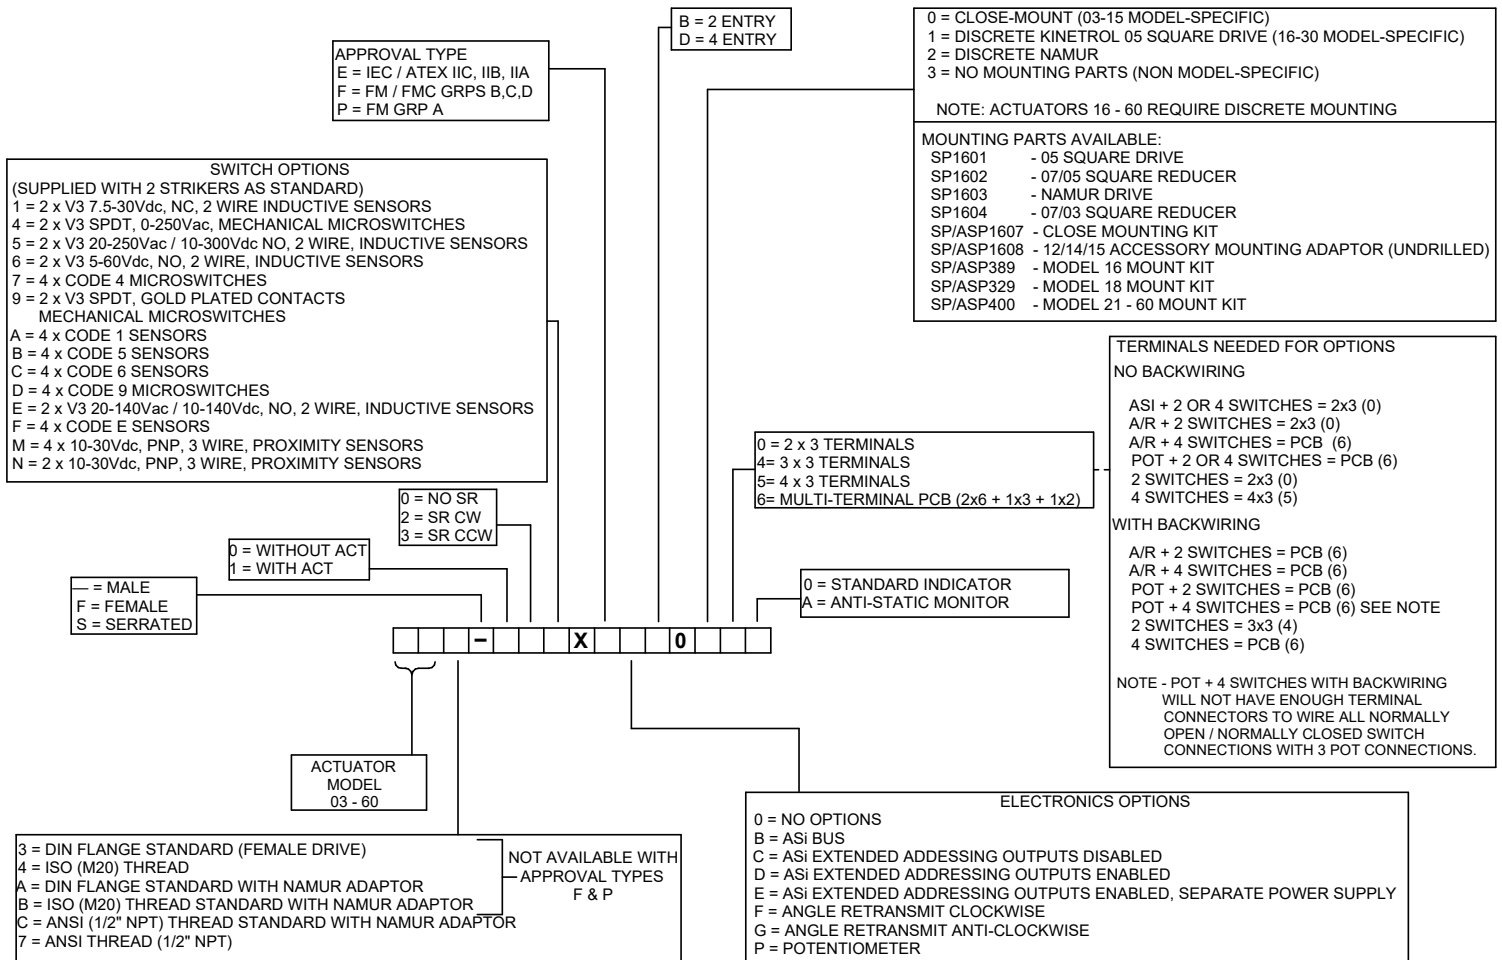 B = 2 ENTRY
D = 4 ENTRY
APPROVAL TYPE
E = IEC / ATEX IIC, IIB, IIA
F = FM / FMC GRPS B,C,D
P = FM GRP A
0 = CLOSE-MOUNT (03-15 MODEL-SPECIFIC)
1 = DISCRETE KINETROL 05 SQUARE DRIVE (16-30 MODEL-SPECIFIC)
2 = DISCRETE NAMUR
3 = NO MOUNTING PARTS (NON MODEL-SPECIFIC)
NOTE: ACTUATORS 16 - 60 REQUIRE DISCRETE MOUNTING
MOUNTING PARTS AVAILABLE:
SP1601 - 05 SQUARE DRIVE
SP1602 - 07/05 SQUARE REDUCER
SP1603 - NAMUR DRIVE
SP1604 - 07/03 SQUARE REDUCER
SP/ASP1607 - CLOSE MOUNTING KIT
SP/ASP1608 - 12/14/15 ACCESSORY MOUNTING ADAPTOR (UNDRILLED)
SP/ASP389 - MODEL 16 MOUNT KIT
SP/ASP329 - MODEL 18 MOUNT KIT
SP/ASP400 - MODEL 21 - 60 MOUNT KIT
SWITCH OPTIONS
(SUPPLIED WITH 2 STRIKERS AS STANDARD)
1 = 2 x V3 7.5-30Vdc, NC, 2 WIRE INDUCTIVE SENSORS
4 = 2 x V3 SPDT, 0-250Vac, MECHANICAL MICROSWITCHES
5 = 2 x V3 20-250Vac / 10-300Vdc NO, 2 WIRE, INDUCTIVE SENSORS
6 = 2 x V3 5-60Vdc, NO, 2 WIRE, INDUCTIVE SENSORS
7 = 4 x CODE 4 MICROSWITCHES
9 = 2 x V3 SPDT, GOLD PLATED CONTACTS
MECHANICAL MICROSWITCHES
A = 4 x CODE 1 SENSORS
B = 4 x CODE 5 SENSORS
C = 4 x CODE 6 SENSORS
D = 4 x CODE 9 MICROSWITCHES
E = 2 x V3 20-140Vac / 10-140Vdc, NO, 2 WIRE, INDUCTIVE SENSORS
F = 4 x CODE E SENSORS
M = 4 x 10-30Vdc, PNP, 3 WIRE, PROXIMITY SENSORS
N = 2 x 10-30Vdc, PNP, 3 WIRE, PROXIMITY SENSORS
TERMINALS NEEDED FOR OPTIONS
NO BACKWIRING
ASI + 2 OR 4 SWITCHES = 2x3 (0)
A/R + 2 SWITCHES = 2x3 (0)
A/R + 4 SWITCHES = PCB (6)
POT + 2 OR 4 SWITCHES = PCB (6)
2 SWITCHES = 2x3 (0)
4 SWITCHES = 4x3 (5)
WITH BACKWIRING
A/R + 2 SWITCHES = PCB (6)
A/R + 4 SWITCHES = PCB (6)
POT + 2 SWITCHES = PCB (6)
POT + 4 SWITCHES = PCB (6) SEE NOTE
2 SWITCHES = 3x3 (4)
4 SWITCHES = PCB (6)
NOTE - POT + 4 SWITCHES WITH BACKWIRING
WILL NOT HAVE ENOUGH TERMINAL
CONNECTORS TO WIRE ALL NORMALLY
OPEN / NORMALLY CLOSED SWITCH
CONNECTIONS WITH 3 POT CONNECTIONS.
0 = 2 x 3 TERMINALS
4= 3 x 3 TERMINALS
5= 4 x 3 TERMINALS
6= MULTI-TERMINAL PCB (2x6 + 1x3 + 1x2)
0 = NO SR
2 = SR CW
3 = SR CCW
0 = WITHOUT ACT
1 = WITH ACT
— = MALE
F = FEMALE
S = SERRATED
0 = STANDARD INDICATOR
A = ANTI-STATIC MONITOR
– X 0
ACTUATOR
MODEL
03 - 60
3 = DIN FLANGE STANDARD (FEMALE DRIVE)
4 = ISO (M20) THREAD
A = DIN FLANGE STANDARD WITH NAMUR ADAPTOR
B = ISO (M20) THREAD STANDARD WITH NAMUR ADAPTOR
C = ANSI (1/2" NPT) THREAD STANDARD WITH NAMUR ADAPTOR
7 = ANSI THREAD (1/2" NPT)
NOT AVAILABLE WITH
APPROVAL TYPES
F & P
ELECTRONICS OPTIONS
0 = NO OPTIONS
B = ASi BUS
C = ASi EXTENDED ADDESSING OUTPUTS DISABLED
D = ASi EXTENDED ADDRESSING OUTPUTS ENABLED
E = ASi EXTENDED ADDRESSING OUTPUTS ENABLED, SEPARATE POWER SUPPLY
F = ANGLE RETRANSMIT CLOCKWISE
G = ANGLE RETRANSMIT ANTI-CLOCKWISE
P = POTENTIOMETER